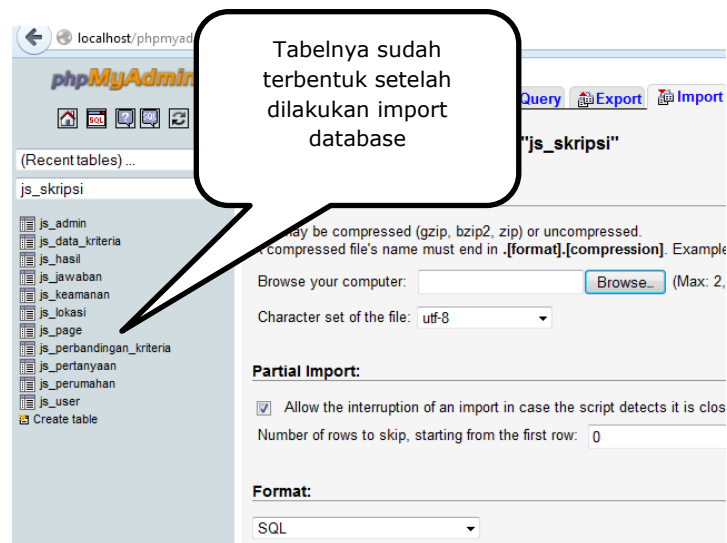 localhost/phpmyad
Tabelnya sudah
terbentuk setelah
dilakukan import
database
phpMyAdmin
Query Export Import
(Recent tables) ...
"js_skripsi"
js_skripsi
js_admin
js_data_kriteria
js_hasil
js_jawaban
js_keamanan
js_lokasi
js_page
js_perbandingan_kriteria
js_pertanyaan
js_perumahan
js_user
Create table
may be compressed (gzip, bzip2, zip) or uncompressed.
compressed file's name must end in .[format].[compression]. Example
Browse your computer: Browse_ (Max: 2,
Character set of the file: utf-8
Partial Import:
Allow the interruption of an import in case the script detects it is clos
Number of rows to skip, starting from the first row: 0
Format:
SQL